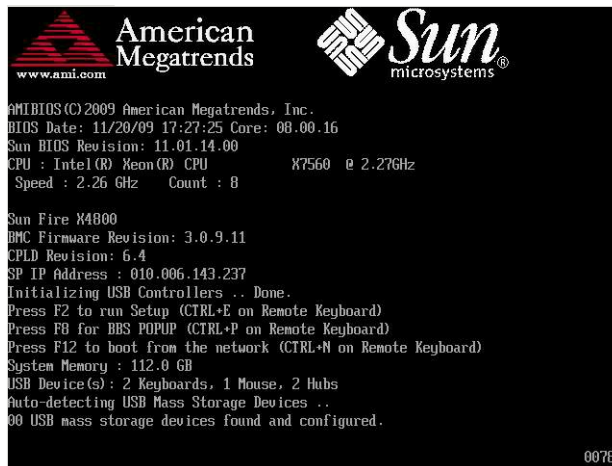 American
Megatrends
www.ami.com
Sun®
microsystems
AMIBIOS(C)2009 American Megatrends, Inc.
BIOS Date: 11/20/09 17:27:25 Core: 08.00.16
Sun BIOS Revision: 11.01.14.00
CPU : Intel(R) Xeon(R) CPU X7560 @ 2.27GHz
Speed : 2.26 GHz Count : 8
Sun Fire X4800
BMC Firmware Revision: 3.0.9.11
CPLD Revision: 6.4
SP IP Address : 010.006.143.237
Initializing USB Controllers .. Done.
Press F2 to run Setup (CTRL+E on Remote Keyboard)
Press F8 for BBS POPUP (CTRL+P on Remote Keyboard)
Press F12 to boot from the network (CTRL+N on Remote Keyboard)
System Memory : 112.0 GB
USB Device(s): 2 Keyboards, 1 Mouse, 2 Hubs
Auto-detecting USB Mass Storage Devices ..
00 USB mass storage devices found and configured.
0078